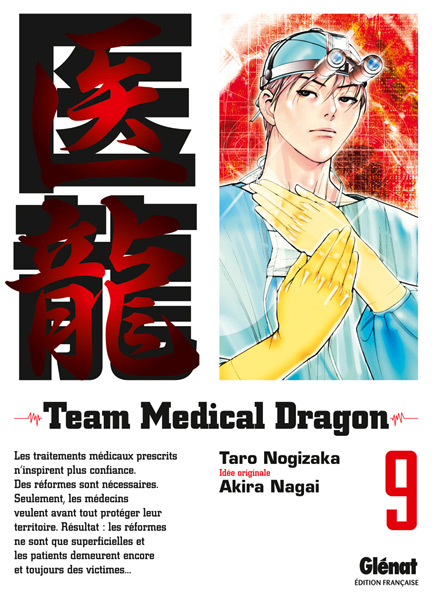 医
龍
Team Medical Dragon
Les traitements médicaux prescrits
n'inspirent plus confiance.
Des réformes sont nécessaires.
Seulement, les médecins
veulent avant tout protéger leur
territoire. Résultat : les réformes
ne sont que superficielles et
les patients demeurent encore
et toujours des victimes...
Taro Nogizaka
Idée originale
Akira Nagai
9
Glénat
ÉDITION FRANÇAISE